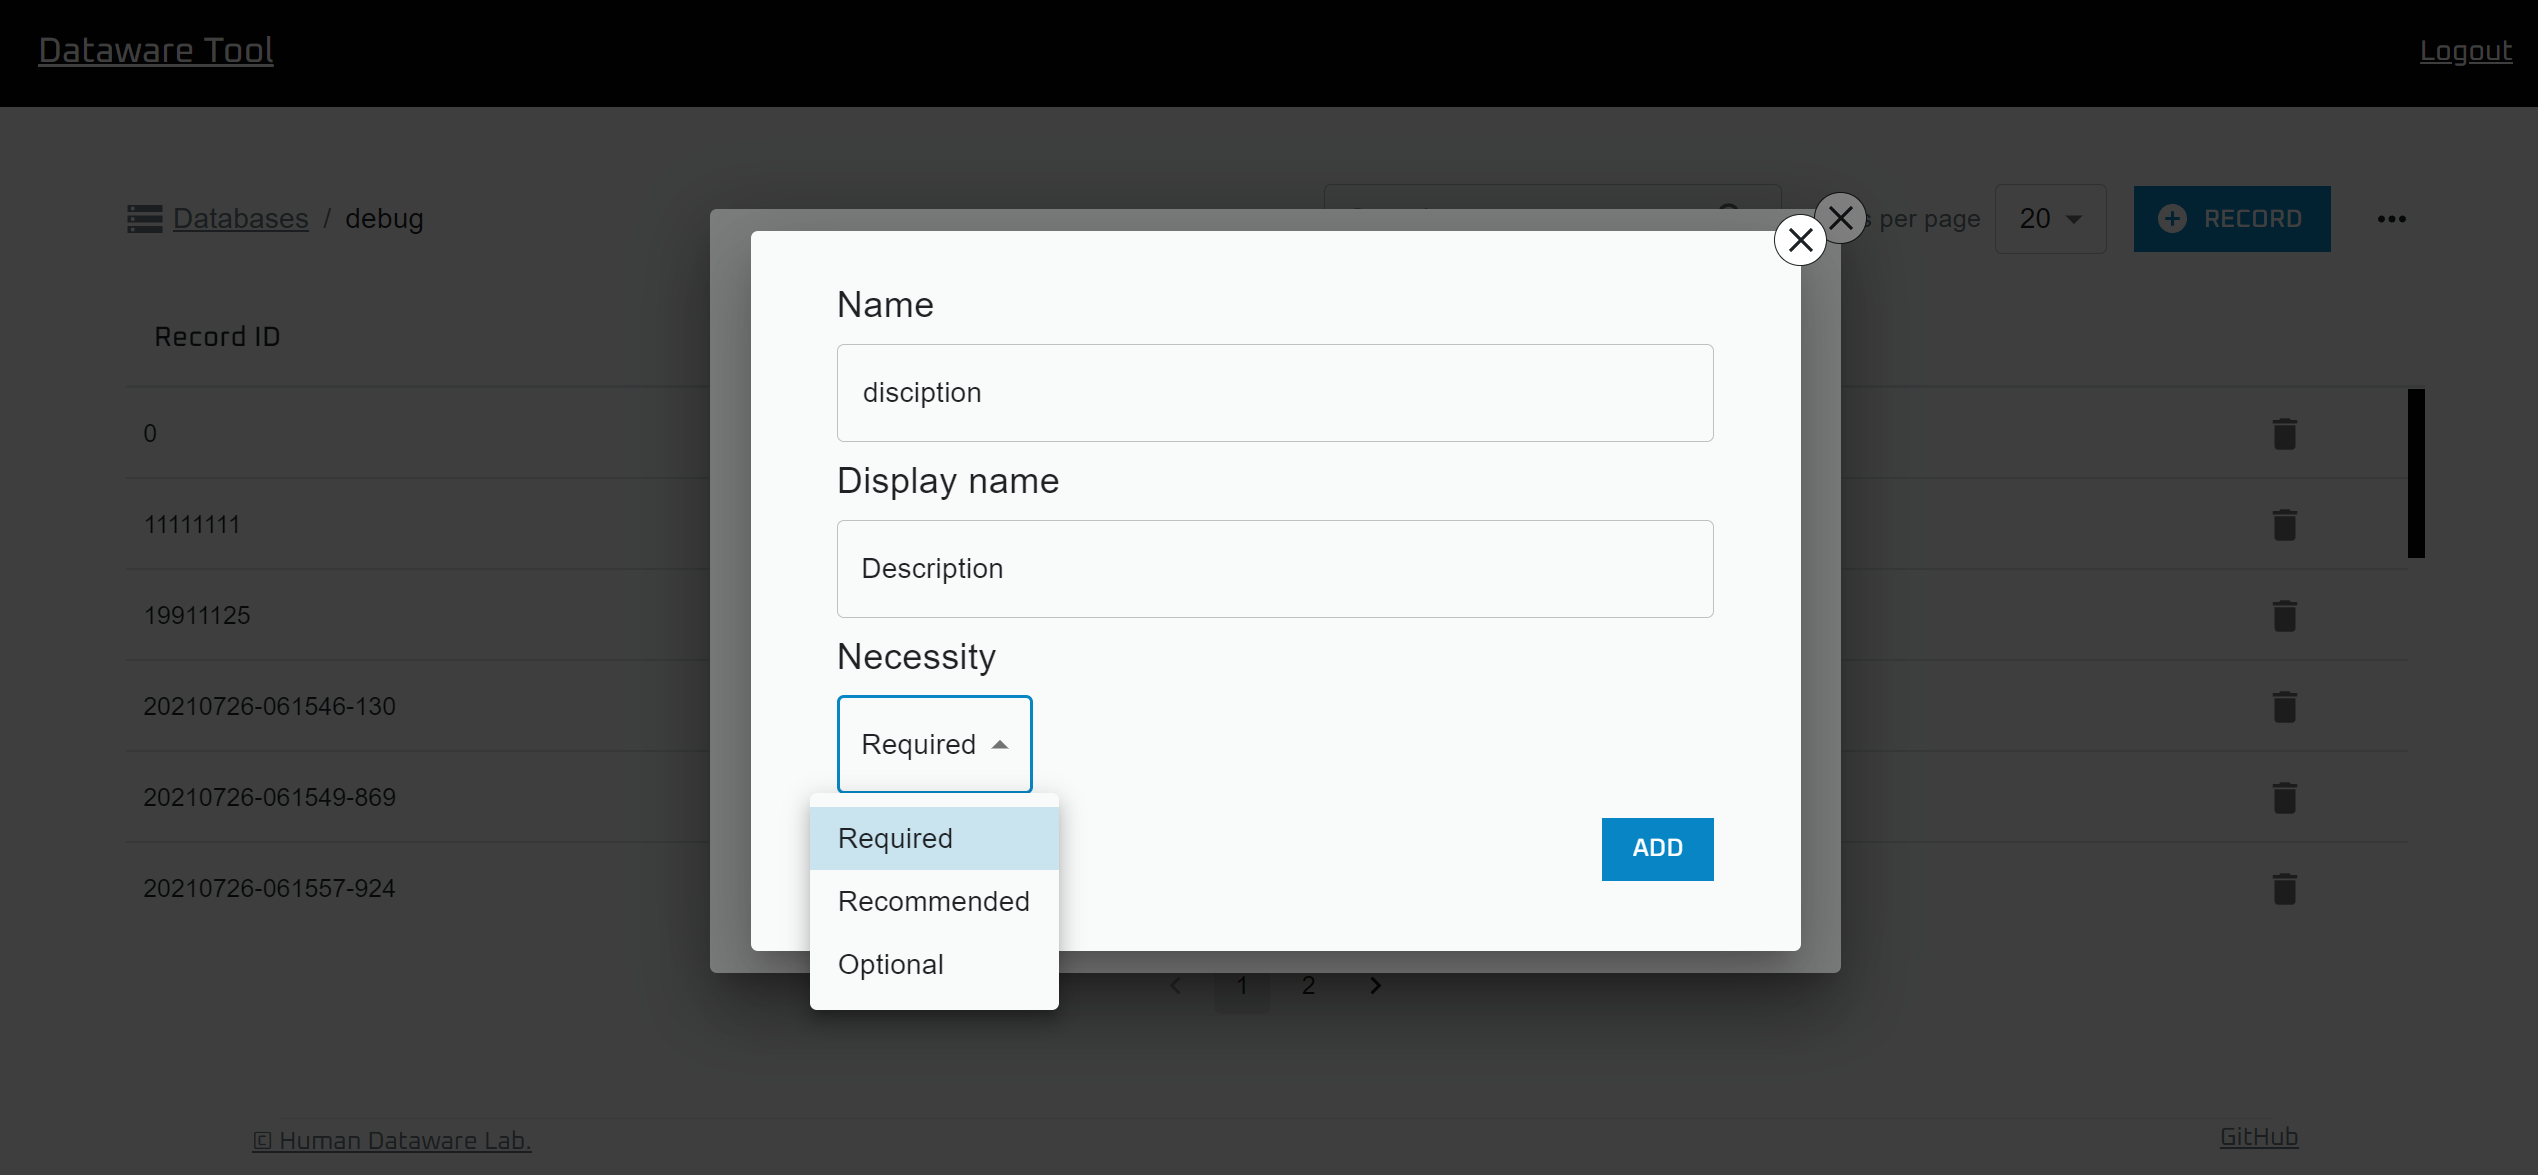 Dataware Tool
Logout
Databases / debug
per page
20
RECORD
Record ID
0
11111111
19911125
20210726-061546-130
20210726-061549-869
20210726-061557-924
Name
disciption
Display name
Description
Necessity
Required
Required
Recommended
Optional
ADD
1 2
© Human Dataware Lab.
GitHub